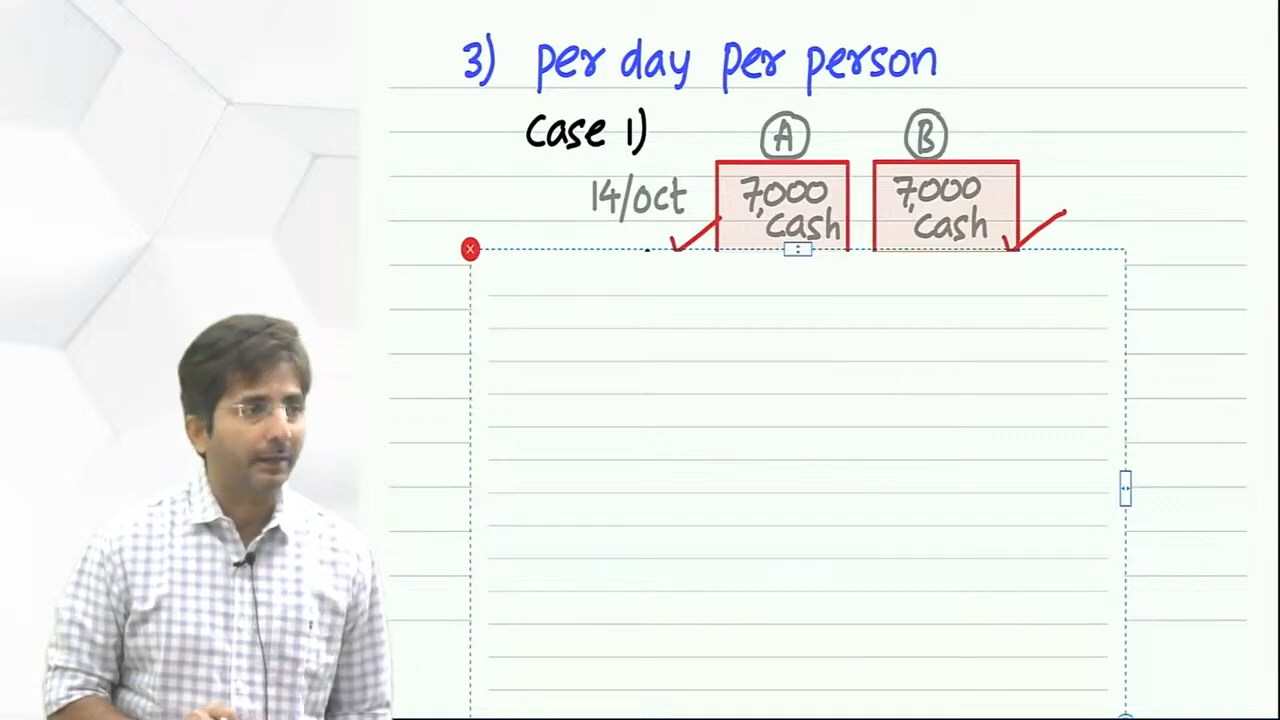 3) per day per person
Case 1) A B
14/oct 7,000 7,000
cash cash